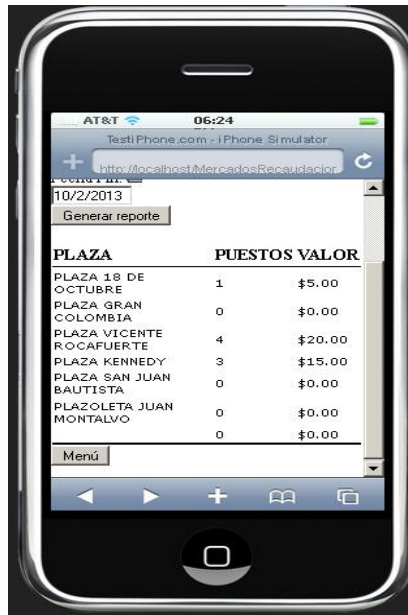 AT&T 06:24
TestiPhone.com - iPhone Simulator
http://localhost/MercadosRecaudacion
10/2/2013
Generar reporte
PLAZA PUESTOS VALOR
PLAZA 18 DE OCTUBRE 1 $5.00
PLAZA GRAN COLOMBIA 0 $0.00
PLAZA VICENTE ROCAFUERTE 4 $20.00
PLAZA KENNEDY 3 $15.00
PLAZA SAN JUAN BAUTISTA 0 $0.00
PLAZOLETA JUAN MONTALVO 0 $0.00
0 $0.00
Menú